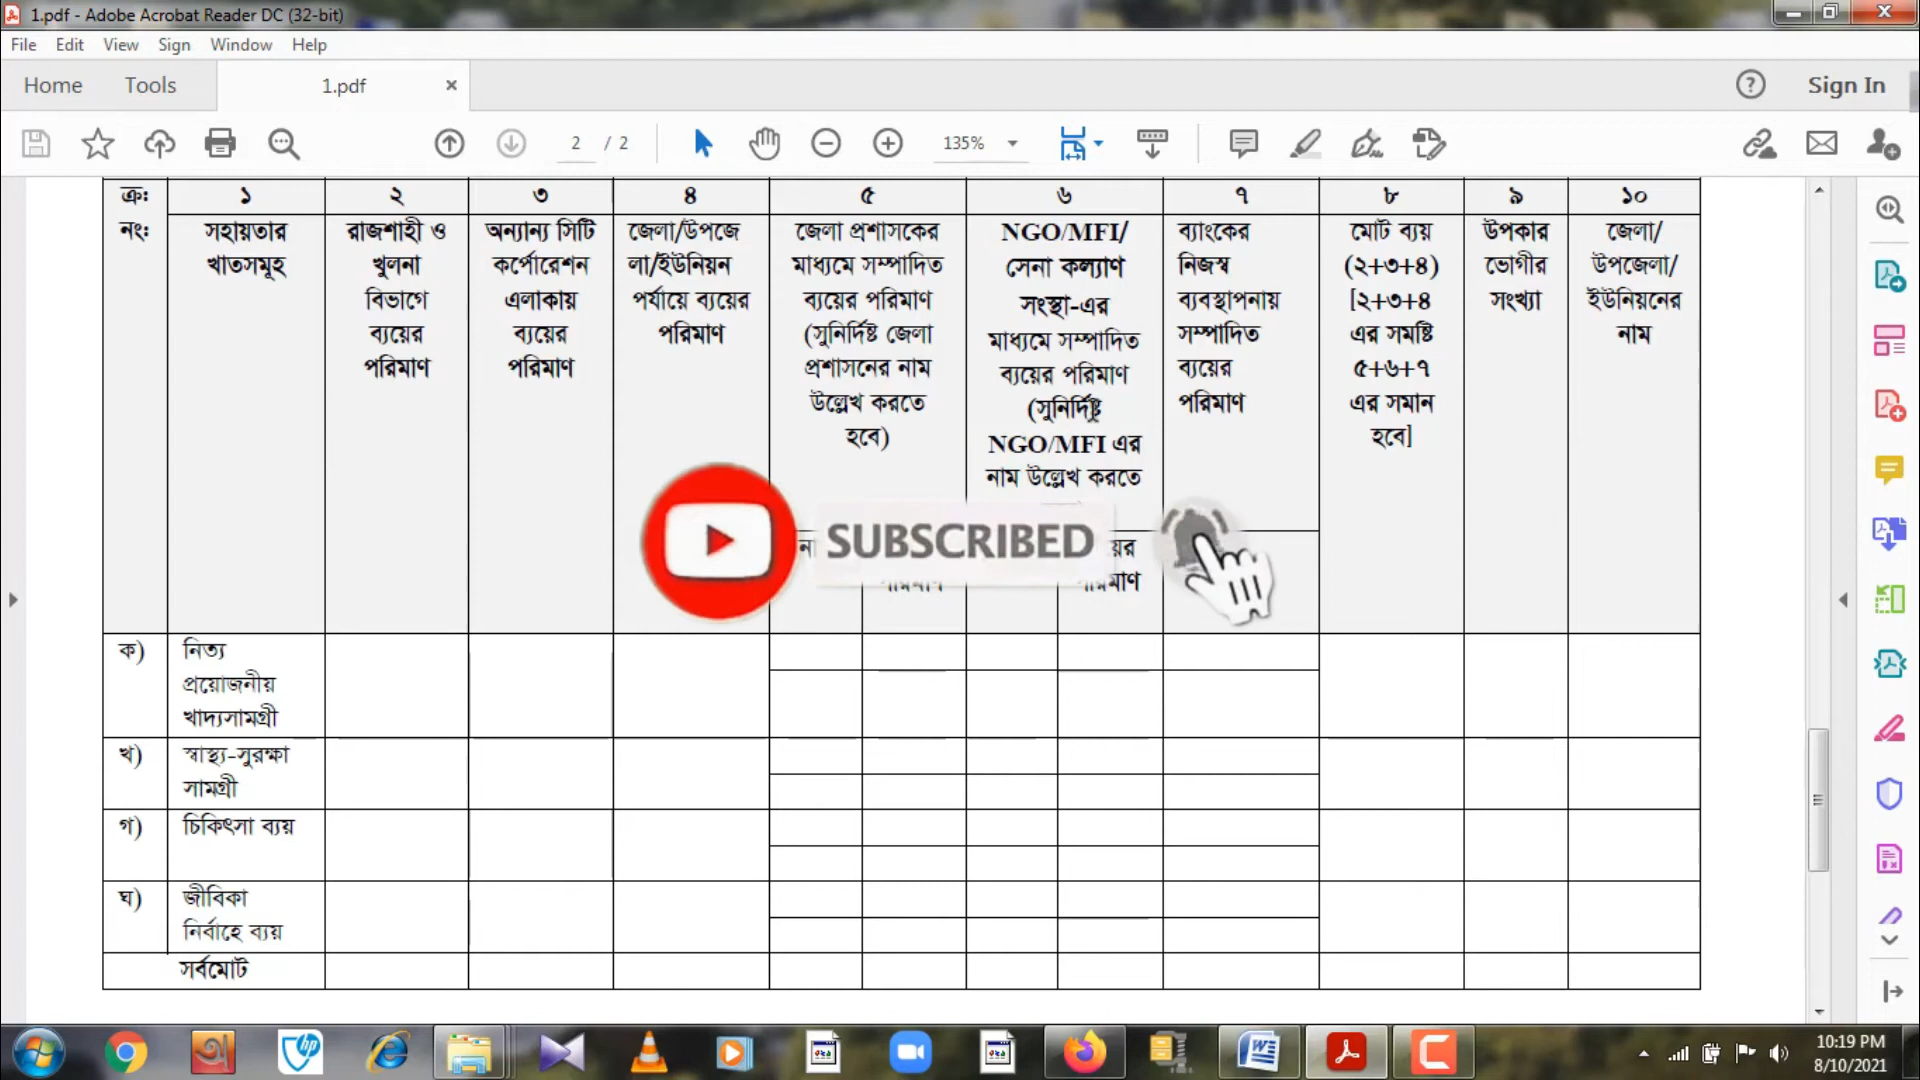 1.pdf - Adobe Acrobat Reader DC (32-bit)
File Edit View Sign Window Help
Home Tools 1.pdf Sign In
2 / 2 135%
ক্রঃ ১ ২ ৩ ৪ ৫ ৬ ৭ ৮ ৯ ১০
নং:
সহায়তার
খাতসমূহ
রাজশাহী ও
খুলনা
বিভাগে
ব্যয়ের
পরিমাণ
অন্যান্য সিটি
কর্পোরেশন
এলাকায়
ব্যয়ের
পরিমাণ
জেলা/উপজে
লা/ইউনিয়ন
পর্যায়ে ব্যয়ের
পরিমাণ
জেলা প্রশাসকের
মাধ্যমে সম্পাদিত
ব্যয়ের পরিমাণ
(সুনির্দিষ্ট জেলা
প্রশাসনের নাম
উল্লেখ করতে
হবে)
NGO/MFI/
সেনা কল্যাণ
সংস্থা-এর
মাধ্যমে সম্পাদিত
ব্যয়ের পরিমাণ
(সুনির্দিষ্ট
NGO/MFI এর
নাম উল্লেখ করতে
ব্যাংকের
নিজস্ব
ব্যবস্থাপনায়
সম্পাদিত
ব্যয়ের
পরিমাণ
মোট ব্যয়
(২+৩+৪)
[২+৩+৪
এর সমষ্টি
৫+৬+৭
এর সমান
হবে]
উপকার
ভোগীর
সংখ্যা
জেলা/
উপজেলা/
ইউনিয়নের
নাম
SUBSCRIBED
ক) নিত্য
প্রয়োজনীয়
খাদ্যসামগ্রী
খ) স্বাস্থ্য-সুরক্ষা
সামগ্রী
গ) চিকিৎসা ব্যয়
ঘ) জীবিকা
নির্বাহে ব্যয়
সর্বমোট
10:19 PM
8/10/2021